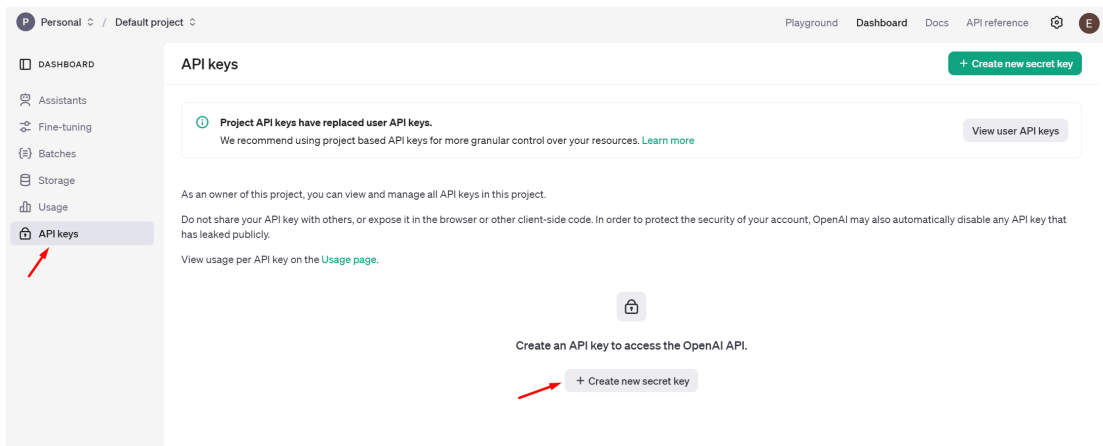 P Personal / Default project
Playground Dashboard Docs API reference E
DASHBOARD
Assistants
Fine-tuning
Batches
Storage
Usage
API keys
API keys
+ Create new secret key
Project API keys have replaced user API keys.
We recommend using project based API keys for more granular control over your resources. Learn more
View user API keys
As an owner of this project, you can view and manage all API keys in this project.
Do not share your API key with others, or expose it in the browser or other client-side code. In order to protect the security of your account, OpenAI may also automatically disable any API key that
has leaked publicly.
View usage per API key on the Usage page.
Create an API key to access the OpenAI API.
+ Create new secret key